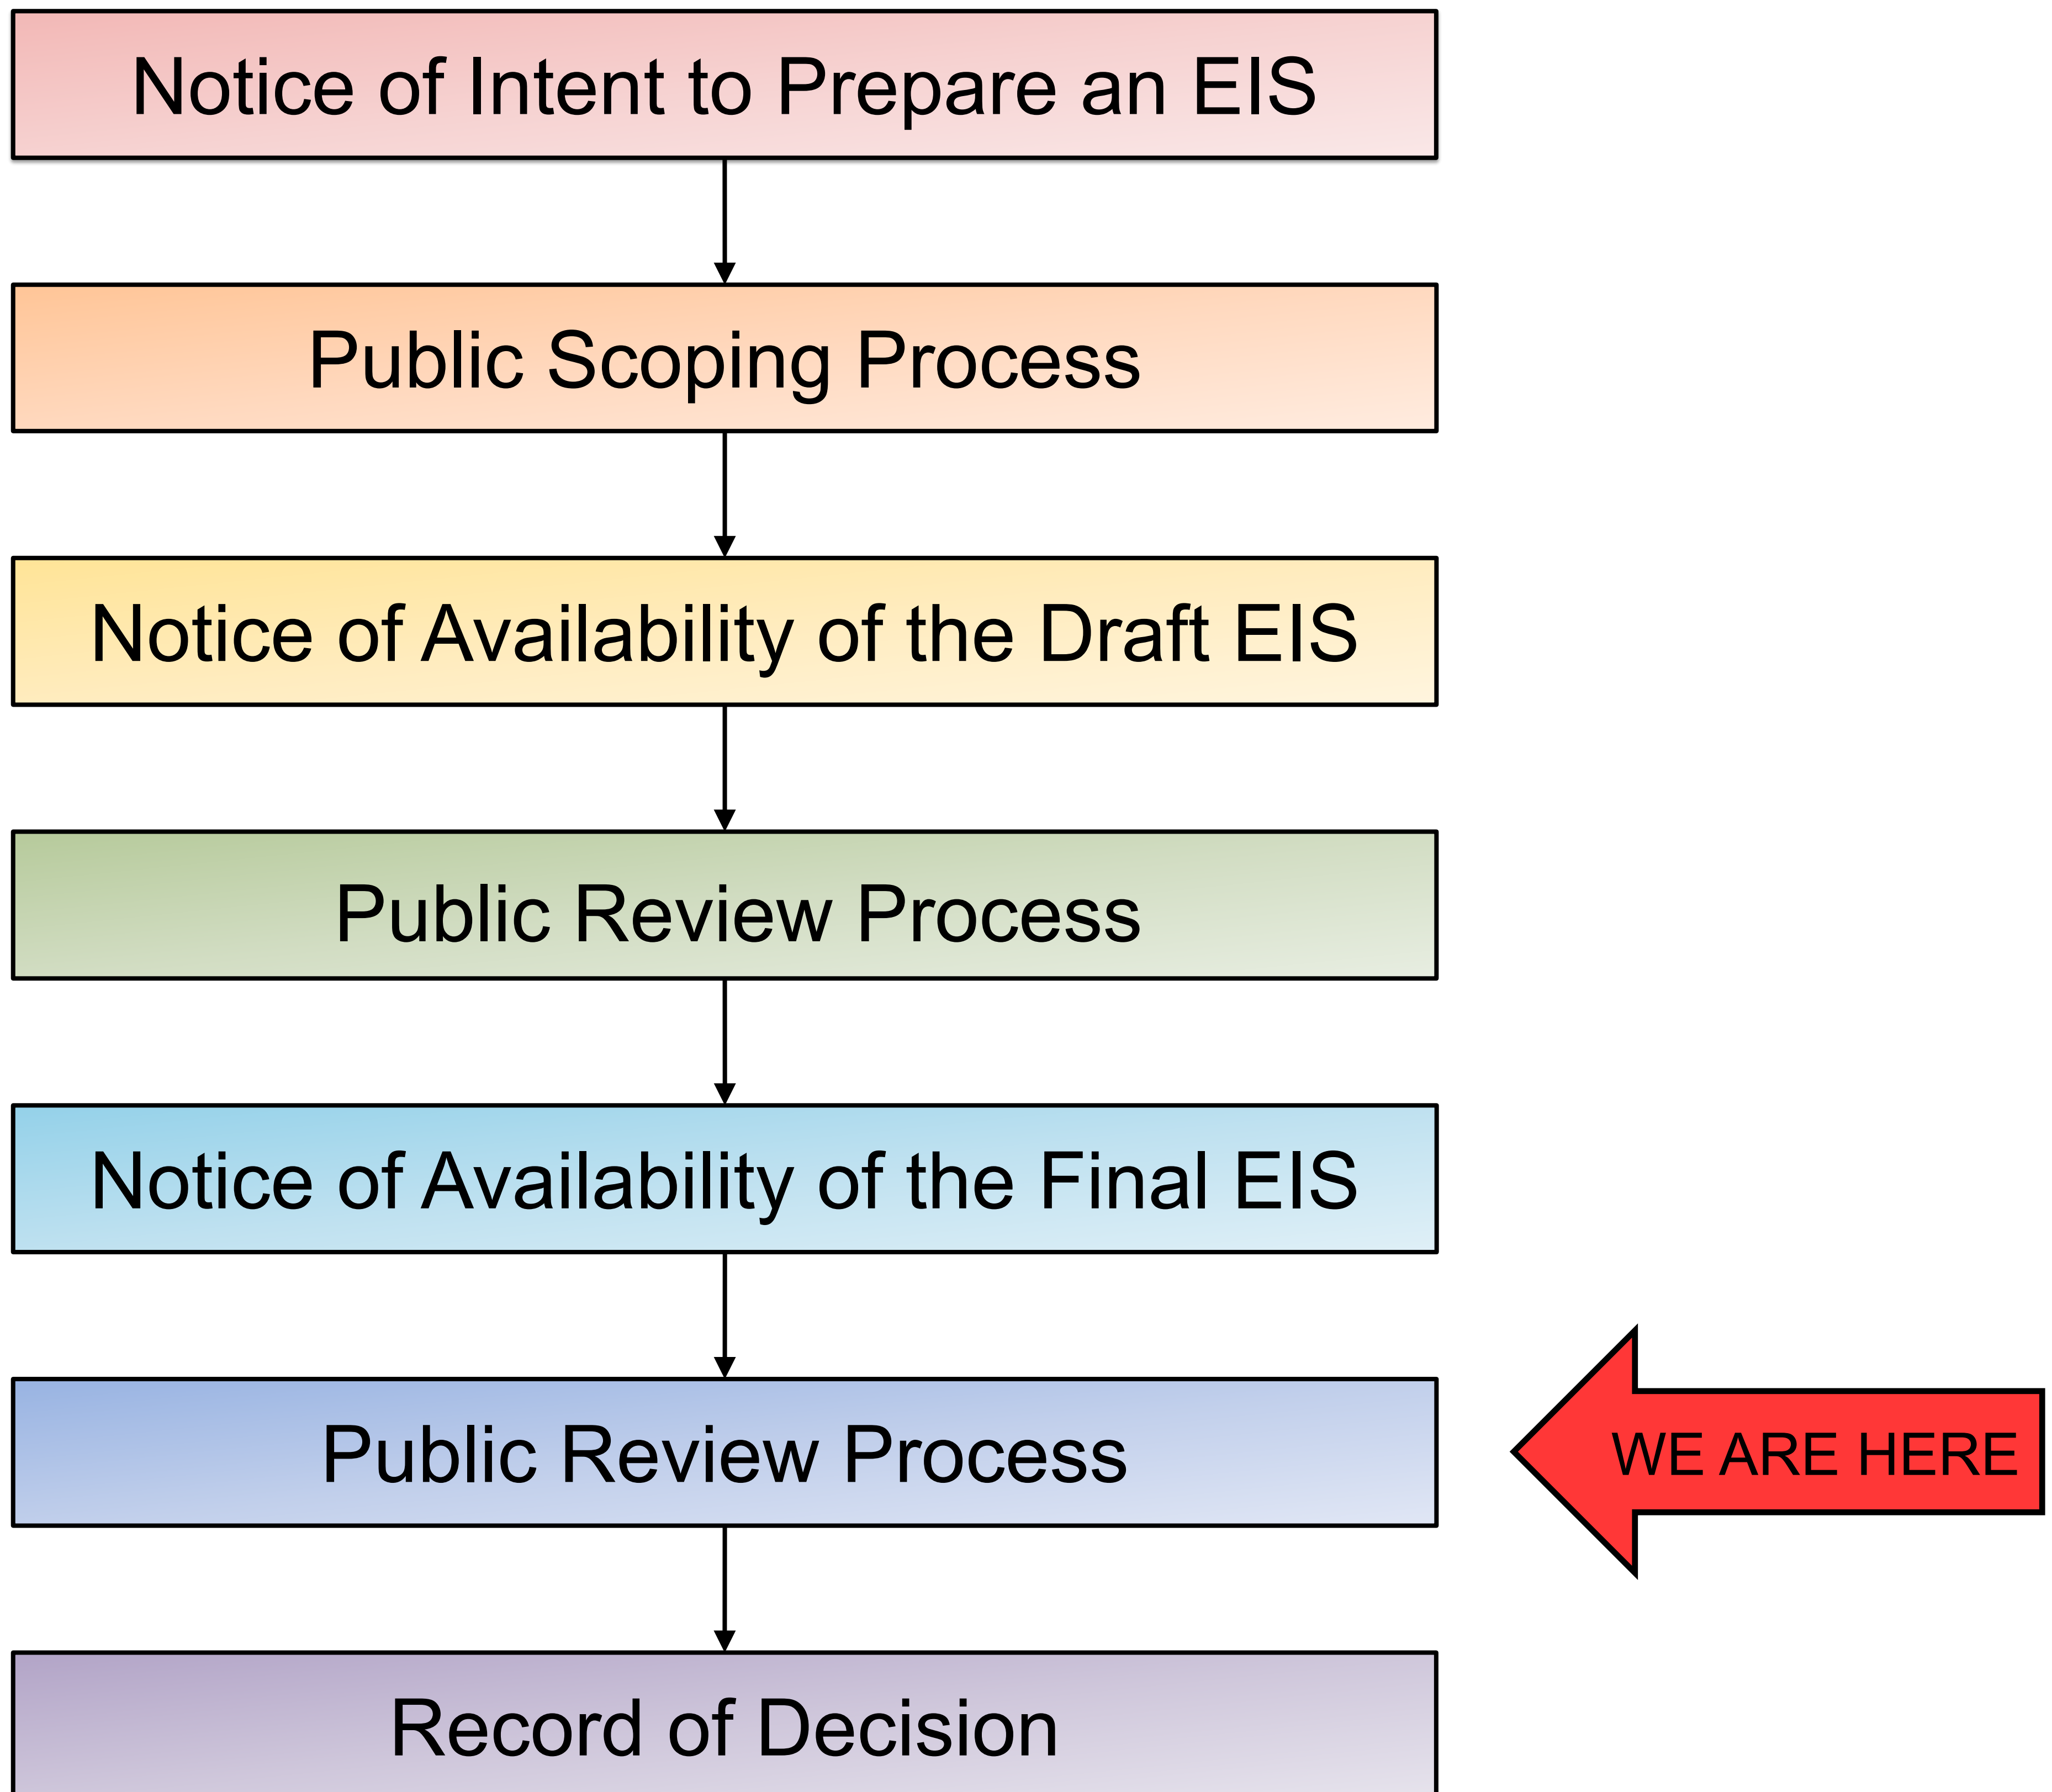 Notice of Intent to Prepare an EIS
Public Scoping Process
Notice of Availability of the Draft EIS
Public Review Process
Notice of Availability of the Final EIS
Public Review Process
WE ARE HERE
Record of Decision